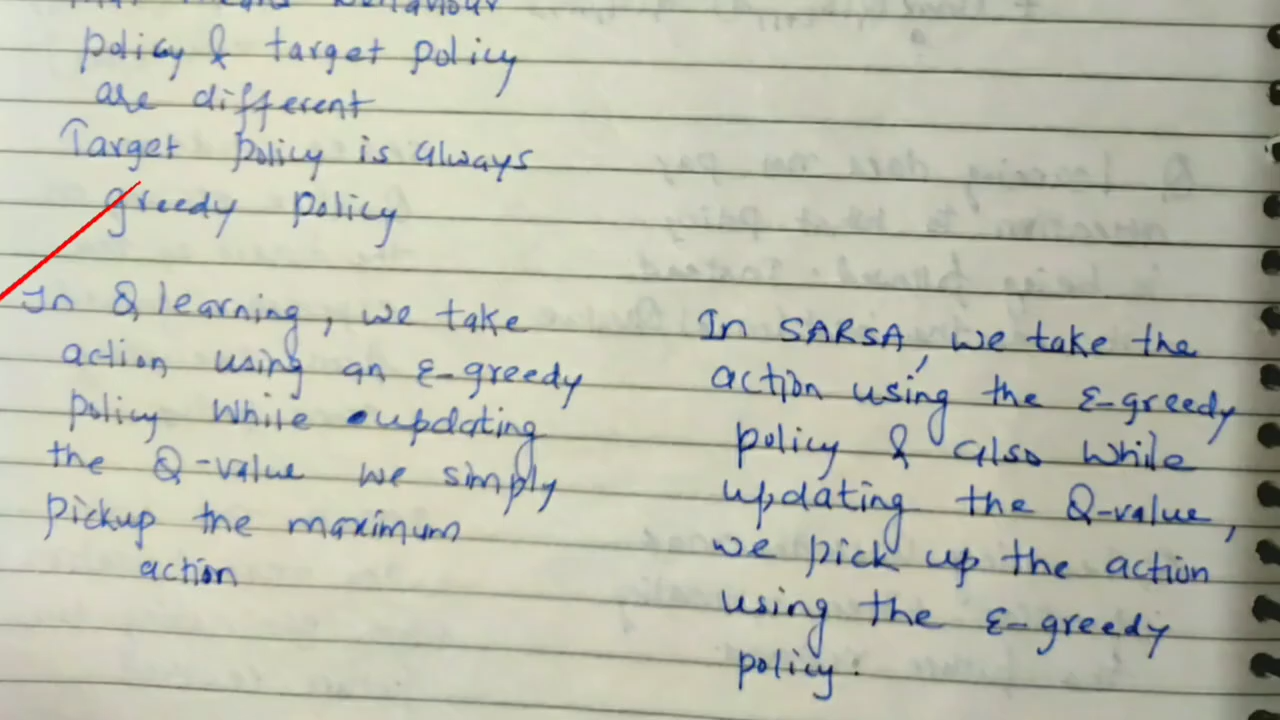 policy & target policy
are different
Target policy is always
greedy policy
In Q learning, we take
action using an ε-greedy
policy while updating
the Q-value we simply
pickup the maximum
action
In SARSA, we take the
action using the ε-greedy
policy & also while
updating the Q-value,
we pick up the action
using the ε-greedy
policy.